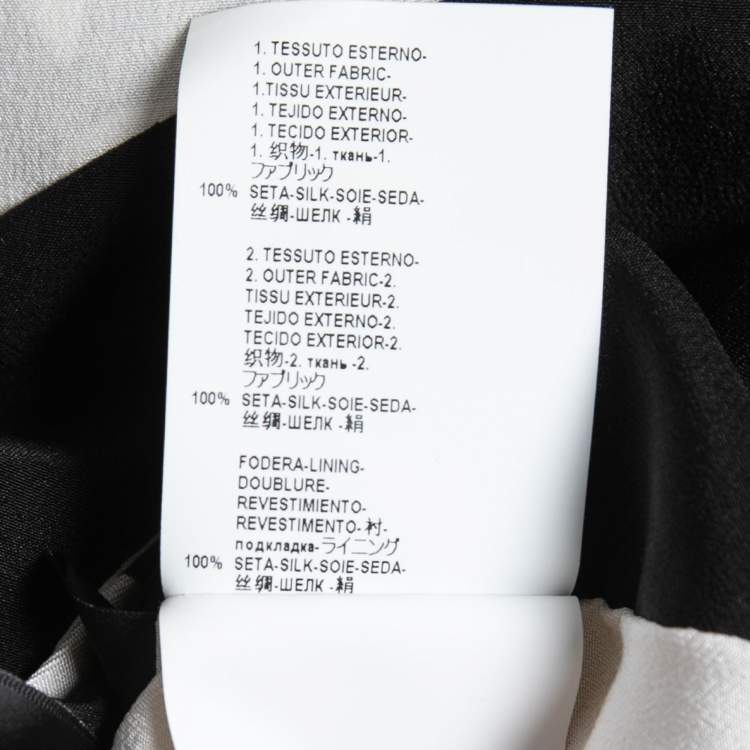 1. TESSUTO ESTERNO-
1. OUTER FABRIC-
1.TISSU EXTERIEUR-
1. TEJIDO EXTERNO-
1. TECIDO EXTERIOR-
1. 织物-1. ткань-1.
ファブリック
100% SETA-SILK-SOIE-SEDA-
丝绸-ШЕЛК -絹
2. TESSUTO ESTERNO-
2. OUTER FABRIC-2.
TISSU EXTERIEUR-2.
TEJIDO EXTERNO-2.
TECIDO EXTERIOR-2.
织物-2. ткань -2.
ファブリック
100% SETA-SILK-SOIE-SEDA-
丝绸-ШЕЛК -絹
FODERA-LINING-
DOUBLURE-
REVESTIMIENTO-
REVESTIMENTO- 衬-
подкладка-ライニング
100% SETA-SILK-SOIE-SEDA-
丝绸-ШЕЛК -絹